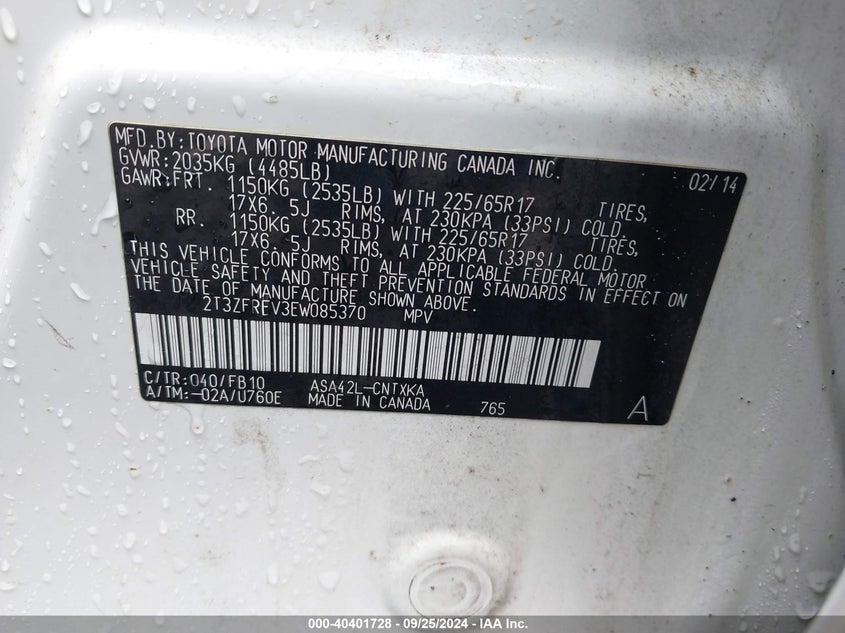 MFD.BY:TOYOTA MOTOR MANUFACTURING CANADA INC. 02/14
GVWR:2035KG (4485LB)
GAWR:FRT. 1150KG (2535LB) WITH 225/65R17 TIRES,
17X6.5J RIMS, AT 230KPA (33PSI) COLD.
RR. 1150KG (2535LB) WITH 225/65R17 TIRES,
17X6.5J RIMS, AT 230KPA (33PSI) COLD.
THIS VEHICLE CONFORMS TO ALL APPLICABLE FEDERAL MOTOR
VEHICLE SAFETY AND THEFT PREVENTION STANDARDS IN EFFECT ON
THE DATE OF MANUFACTURE SHOWN ABOVE.
2T3ZFREV3EW085370 MPV
C/TR:040/FB10 ASA42L-CNTXKA
A/TM:-02A/U760E MADE IN CANADA 765 A
000-40401728 - 09/25/2024 - IAA Inc.